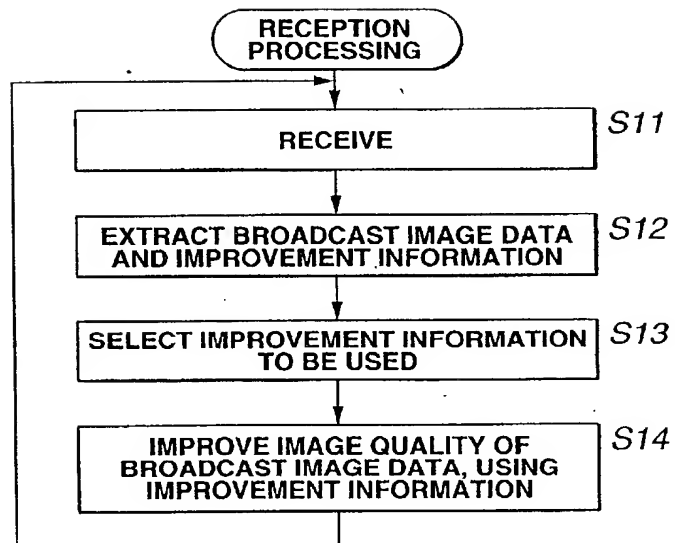 RECEPTION
PROCESSING
RECEIVE
S11
EXTRACT BROADCAST IMAGE DATA
AND IMPROVEMENT INFORMATION
S12
SELECT IMPROVEMENT INFORMATION
TO BE USED
S13
IMPROVE IMAGE QUALITY OF
BROADCAST IMAGE DATA, USING
IMPROVEMENT INFORMATION
S14